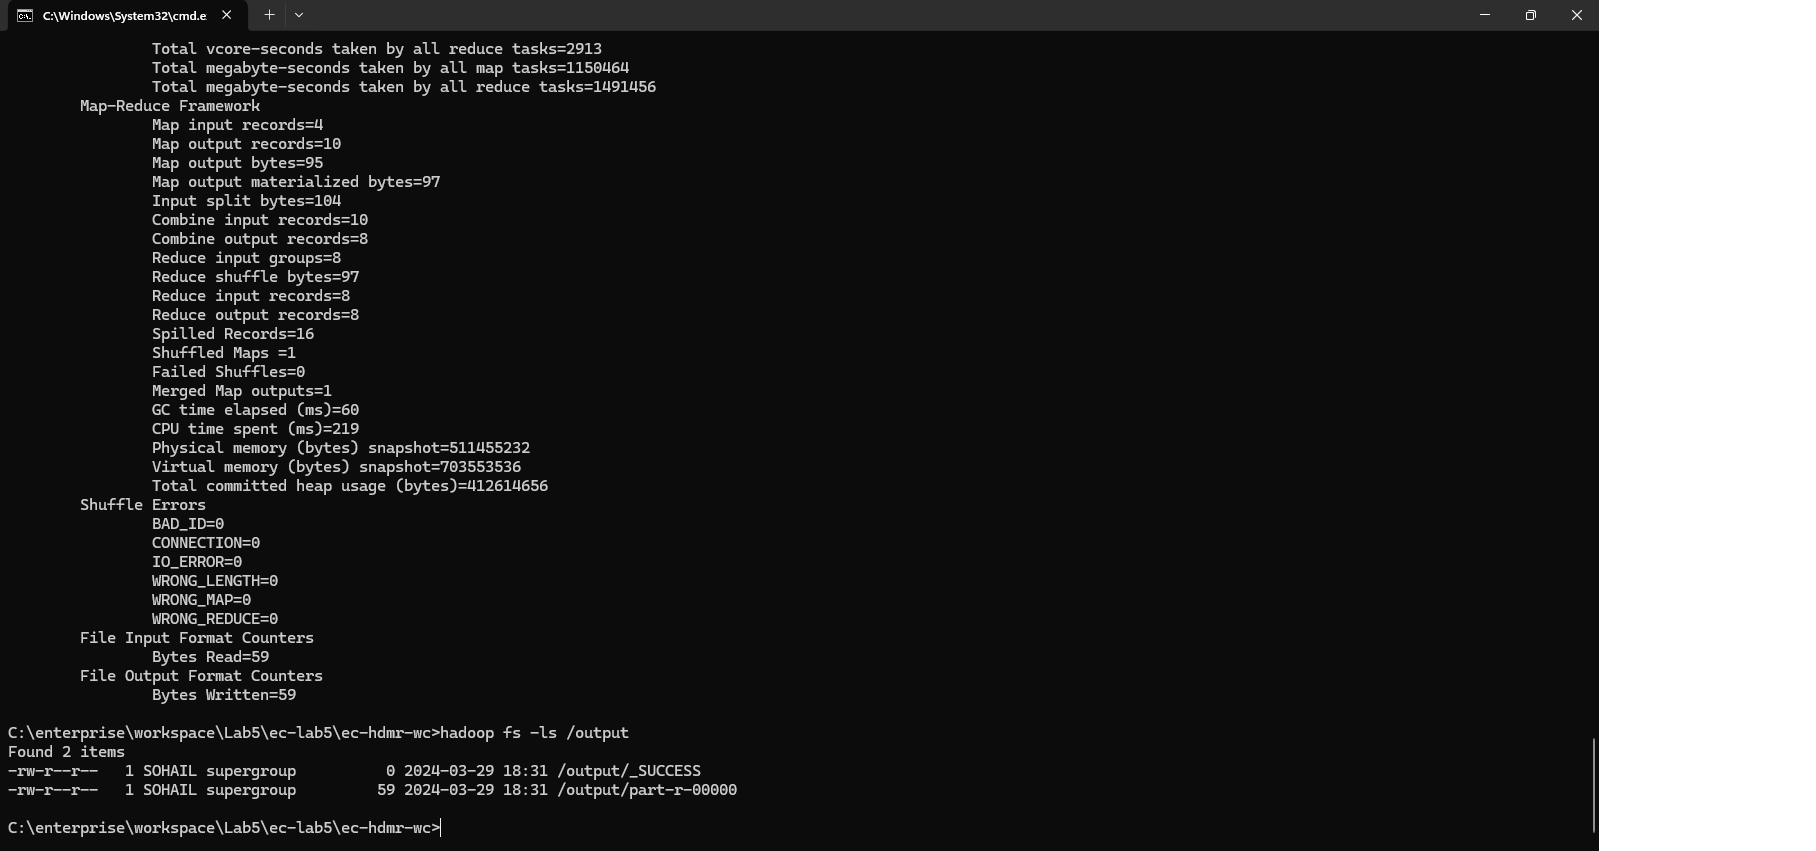 C:\Windows\System32\cmd.e
Total vcore-seconds taken by all reduce tasks=2913
Total megabyte-seconds taken by all map tasks=1150464
Total megabyte-seconds taken by all reduce tasks=1491456
Map-Reduce Framework
Map input records=4
Map output records=10
Map output bytes=95
Map output materialized bytes=97
Input split bytes=104
Combine input records=10
Combine output records=8
Reduce input groups=8
Reduce shuffle bytes=97
Reduce input records=8
Reduce output records=8
Spilled Records=16
Shuffled Maps =1
Failed Shuffles=0
Merged Map outputs=1
GC time elapsed (ms)=60
CPU time spent (ms)=219
Physical memory (bytes) snapshot=511455232
Virtual memory (bytes) snapshot=703553536
Total committed heap usage (bytes)=412614656
Shuffle Errors
BAD_ID=0
CONNECTION=0
IO_ERROR=0
WRONG_LENGTH=0
WRONG_MAP=0
WRONG_REDUCE=0
File Input Format Counters
Bytes Read=59
File Output Format Counters
Bytes Written=59
C:\enterprise\workspace\Lab5\ec-lab5\ec-hdmr-wc>hadoop fs -ls /output
Found 2 items
-rw-r--r--   1 SOHAIL supergroup          0 2024-03-29 18:31 /output/_SUCCESS
-rw-r--r--   1 SOHAIL supergroup         59 2024-03-29 18:31 /output/part-r-00000
C:\enterprise\workspace\Lab5\ec-lab5\ec-hdmr-wc>